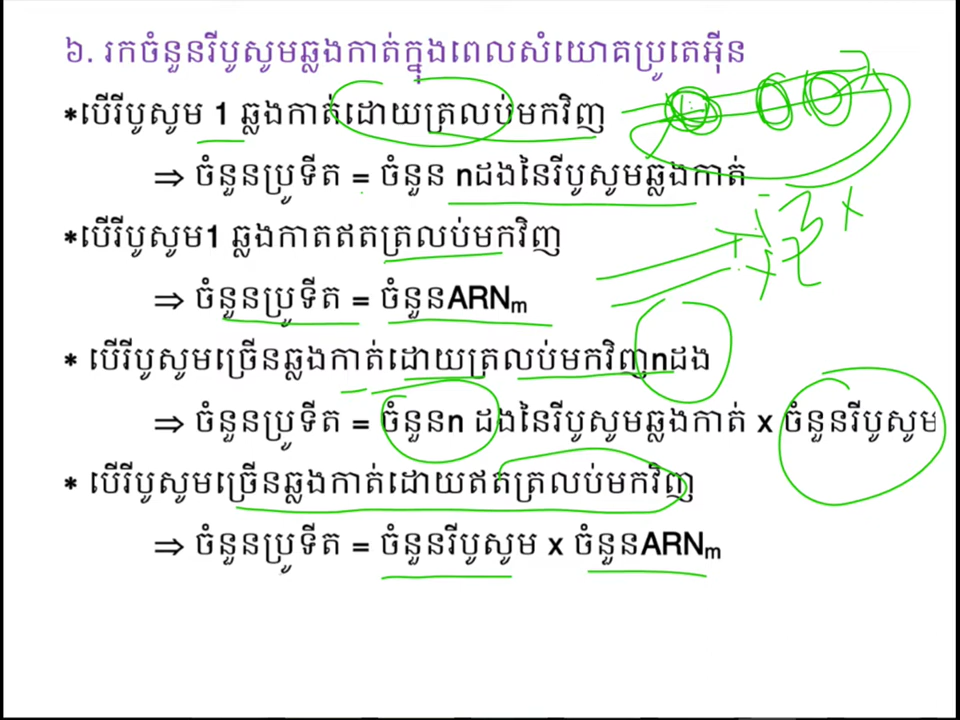 ៦. រកចំនួនរីបូសូមឆ្លងកាត់ក្នុងពេលសំយោគប្រូតេអ៊ីន
*បើរីបូសូម 1 ឆ្លងកាត់ដោយត្រលប់មកវិញ
⇒ ចំនួនប្រូទីត = ចំនួន nដងនៃរីបូសូមឆ្លងកាត់
*បើរីបូសូម1 ឆ្លងកាតឥតត្រលប់មកវិញ
⇒ ចំនួនប្រូទីត = ចំនួនARNm
* បើរីបូសូមច្រើនឆ្លងកាត់ដោយត្រលប់មកវិញnដង
⇒ ចំនួនប្រូទីត = ចំនួនn ដងនៃរីបូសូមឆ្លងកាត់ x ចំនួនរីបូសូម
* បើរីបូសូមច្រើនឆ្លងកាត់ដោយឥតត្រលប់មកវិញ
⇒ ចំនួនប្រូទីត = ចំនួនរីបូសូម x ចំនួនARNm